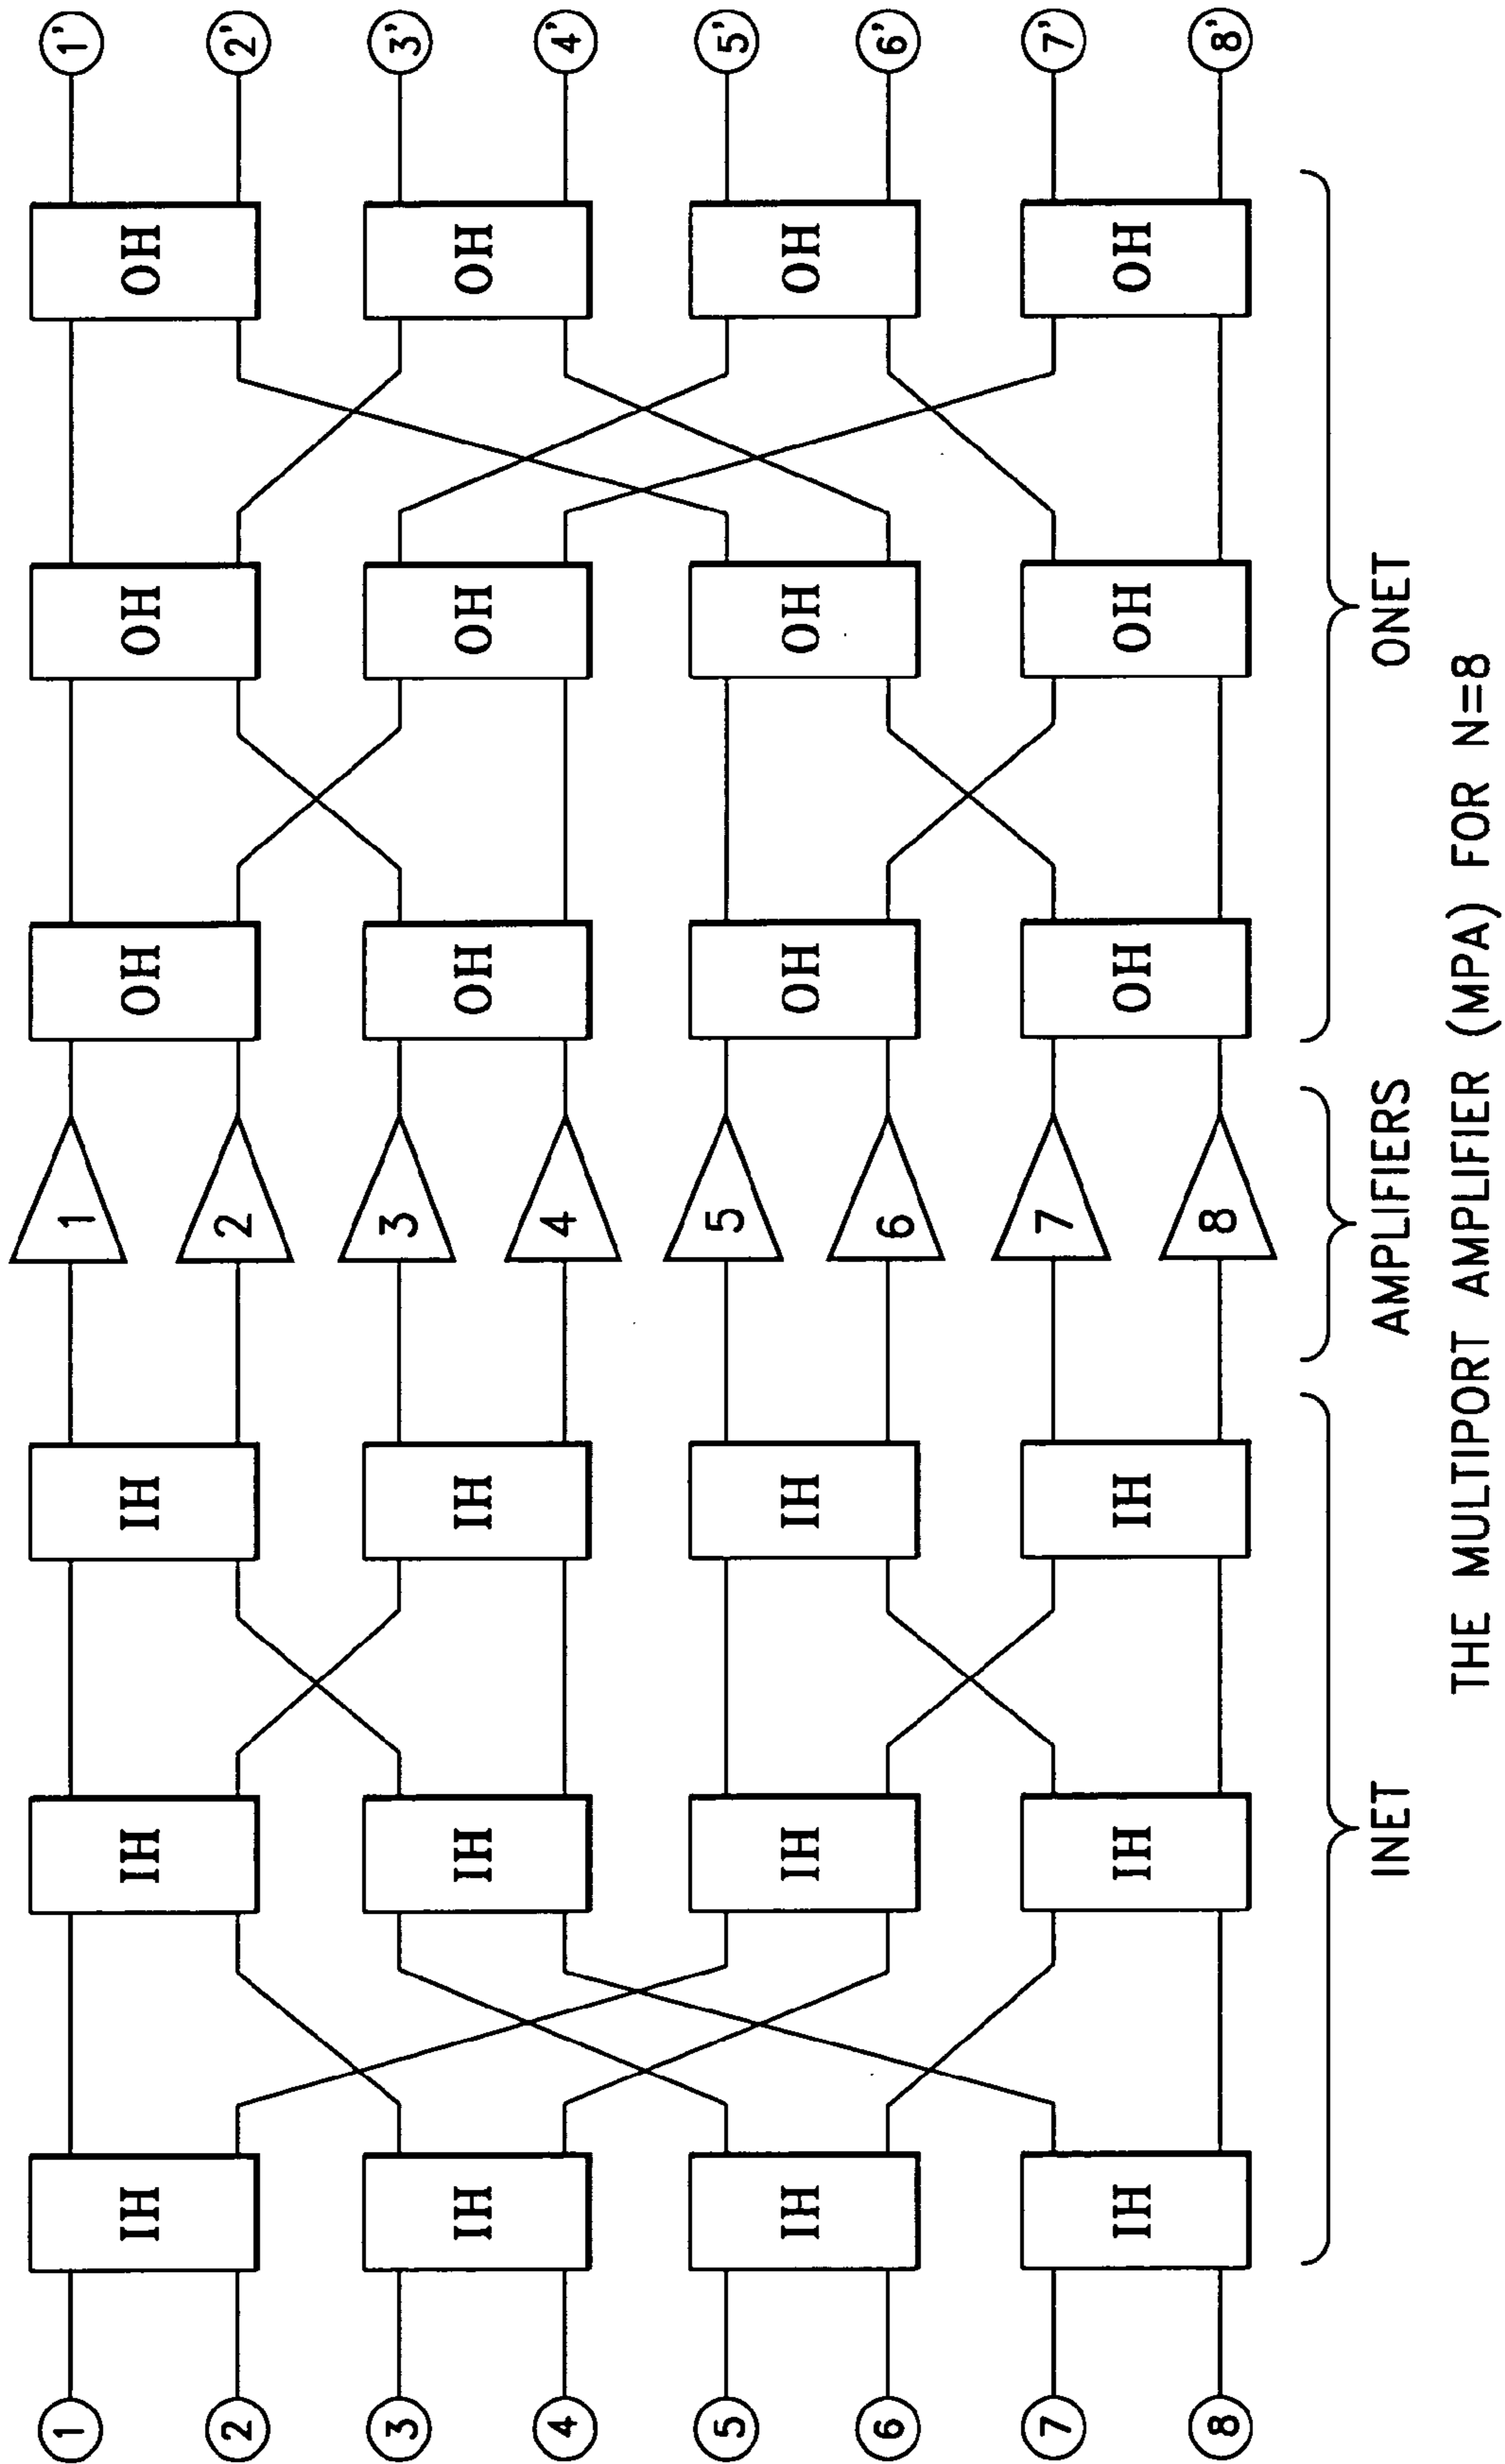 1 2 3 4 5 6 7 8
IH IH IH IH
IH IH IH IH
IH IH IH IH
1 2 3 4 5 6 7 8
OH OH OH OH
OH OH OH OH
OH OH OH OH
1' 2' 3' 4' 5' 6' 7' 8'
INET
AMPLIFIERS
ONET
THE MULTIPORT AMPLIFIER (MPA) FOR N=8